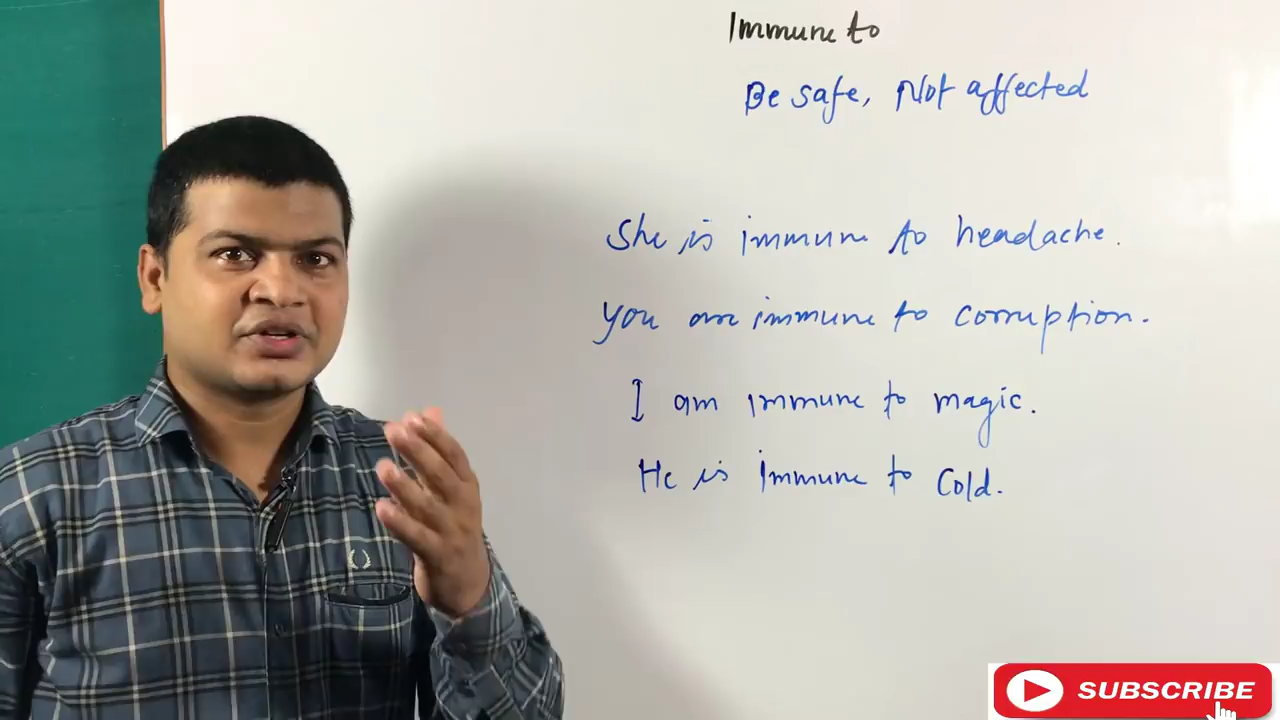 Immune to
Be safe, Not affected
She is immune to headache.
You are immune to corruption.
I am immune to magic.
He is immune to Cold.
SUBSCRIBE